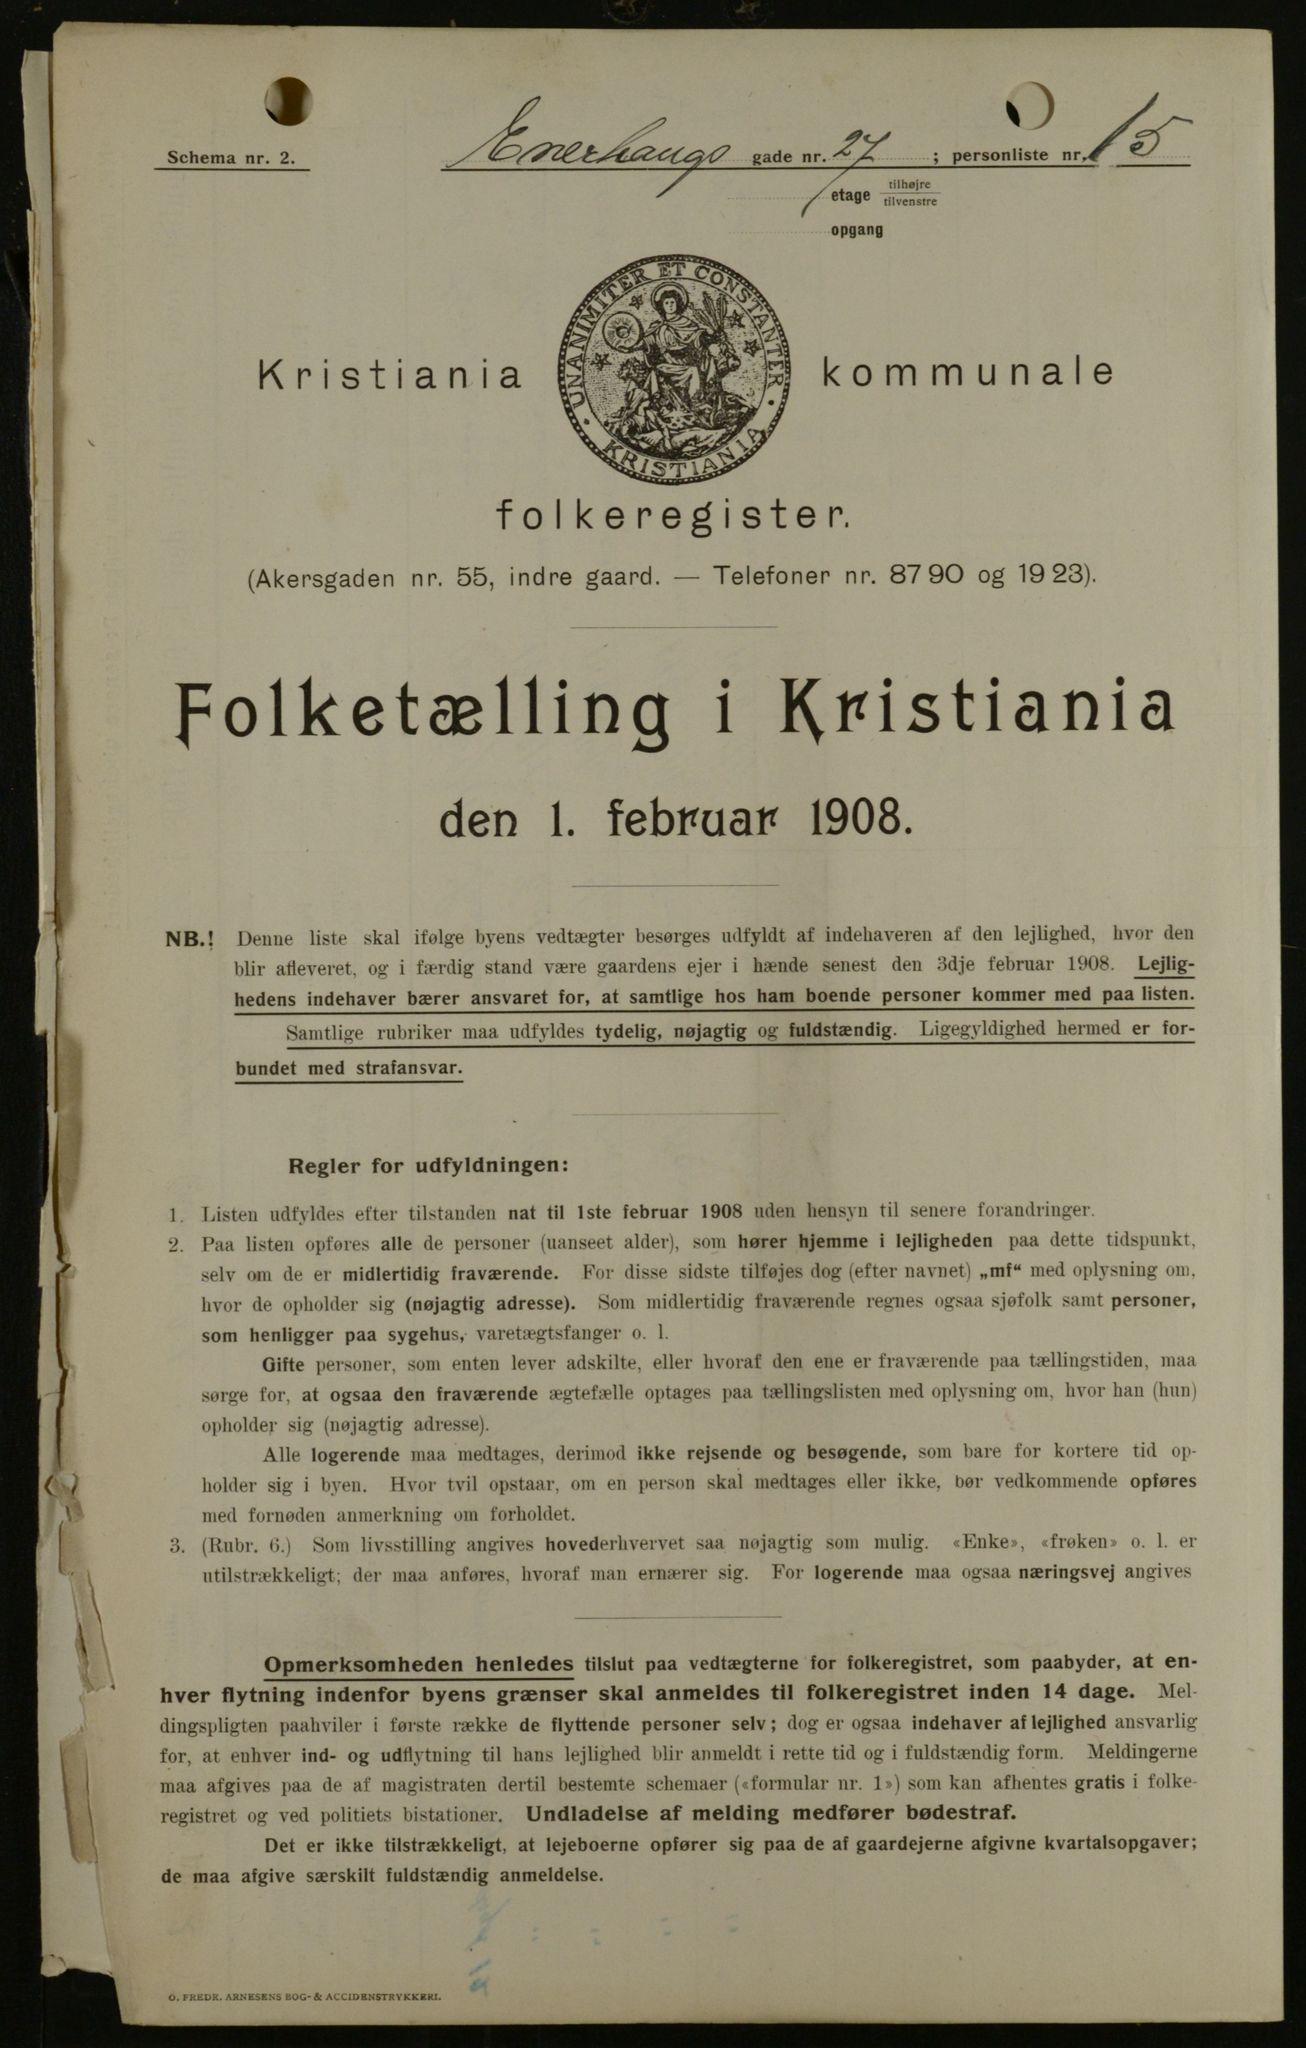 Schema nr. 2.
Enerhaugs gade nr. 27 ; personliste nr. 15
etage tilhøjre
tilvenstre
opgang
UNANIMITER ET CONSTANTER
KRISTIANIA
Kristiania kommunale
folkeregister.
(Akersgaden nr. 55, indre gaard. — Telefoner nr. 8790 og 1923).
Folketælling i Kristiania
den 1. februar 1908.
NB.! Denne liste skal ifølge byens vedtægter besørges udfyldt af indehaveren af den lejlighed, hvor den
blir afleveret, og i færdig stand være gaardens ejer i hænde senest den 3dje februar 1908. Lejlig-
hedens indehaver bærer ansvaret for, at samtlige hos ham boende personer kommer med paa listen.
Samtlige rubriker maa udfyldes tydelig, nøjagtig og fuldstændig. Ligegyldighed hermed er for-
bundet med strafansvar.
Regler for udfyldningen:
1. Listen udfyldes efter tilstanden nat til 1ste februar 1908 uden hensyn til senere forandringer.
2. Paa listen opføres alle de personer (uanseet alder), som hører hjemme i lejligheden paa dette tidspunkt,
selv om de er midlertidig fraværende. For disse sidste tilføjes dog (efter navnet) „mf“ med oplysning om,
hvor de opholder sig (nøjagtig adresse). Som midlertidig fraværende regnes ogsaa sjøfolk samt personer,
som henligger paa sygehus, varetægtsfanger o. l.
Gifte personer, som enten lever adskilte, eller hvoraf den ene er fraværende paa tællingstiden, maa
sørge for, at ogsaa den fraværende ægtefælle optages paa tællingslisten med oplysning om, hvor han (hun)
opholder sig (nøjagtig adresse).
Alle logerende maa medtages, derimod ikke rejsende og besøgende, som bare for kortere tid op-
holder sig i byen. Hvor tvil opstaar, om en person skal medtages eller ikke, bør vedkommende opføres
med fornøden anmerkning om forholdet.
3. (Rubr. 6.) Som livsstilling angives hovederhvervet saa nøjagtig som mulig. «Enke», «frøken» o. l. er
utilstrækkeligt; der maa anføres, hvoraf man ernærer sig. For logerende maa ogsaa næringsvej angives
Opmerksomheden henledes tilslut paa vedtægterne for folkeregistret, som paabyder, at en-
hver flytning indenfor byens grænser skal anmeldes til folkeregistret inden 14 dage. Mel-
dingspligten paahviler i første række de flyttende personer selv; dog er ogsaa indehaver af lejlighed ansvarlig
for, at enhver ind- og udflytning til hans lejlighed blir anmeldt i rette tid og i fuldstændig form. Meldingerne
maa afgives paa de af magistraten dertil bestemte schemaer («formular nr. 1») som kan afhentes gratis i folke-
registret og ved politiets bistationer. Undladelse af melding medfører bødestraf.
Det er ikke tilstrækkeligt, at lejeboerne opfører sig paa de af gaardejerne afgivne kvartalsopgaver;
de maa afgive særskilt fuldstændig anmeldelse.
O. FREDR. ARNESENS BOG- & ACCIDENSTRYKKERI.